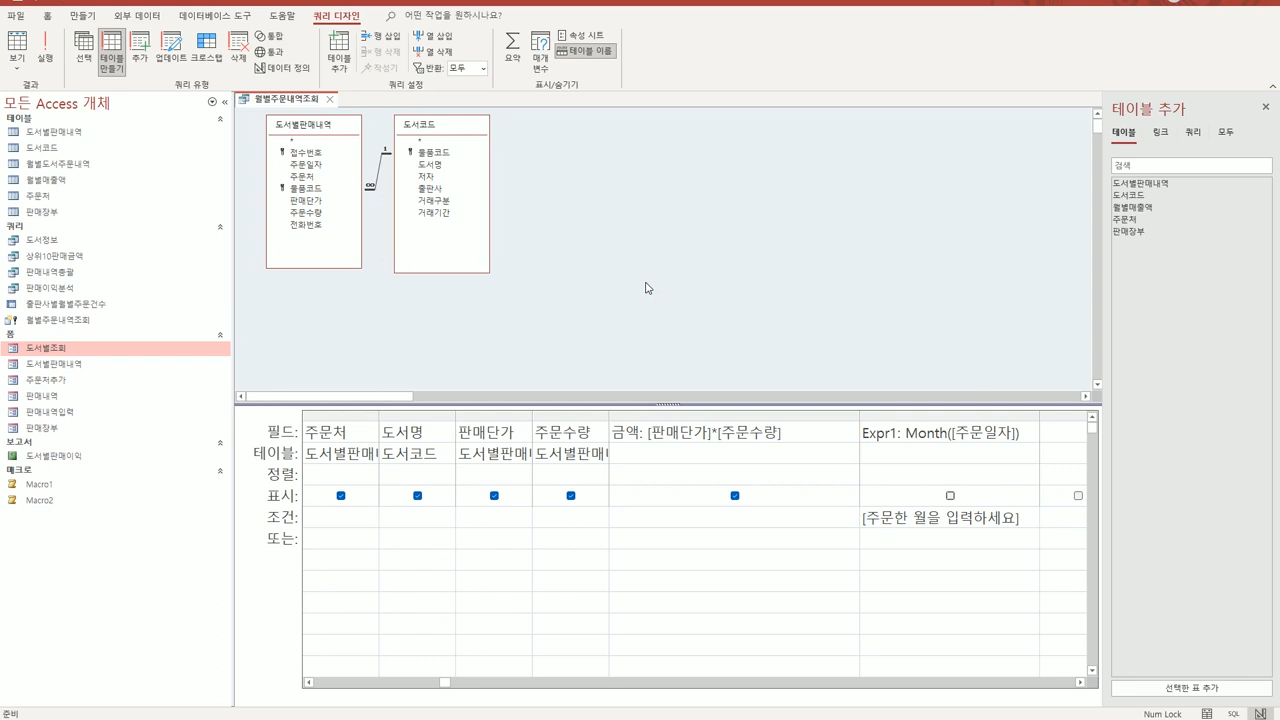 파일 홈 만들기 외부 데이터 데이터베이스 도구 도움말 쿼리 디자인 어떤 작업을 원하시나요?
보기
실행
선택
테이블 만들기
추가
업데이트
크로스탭
삭제
통합
통과
데이터 정의
테이블 추가
행 삽입
행 삭제
작성기
열 삽입
열 삭제
반환: 모두
요약
매개 변수
속성 시트
테이블 이름
결과 쿼리 유형 쿼리 설정 표시/숨기기
모든 Access 개체
테이블
도서별판매내역
도서코드
월별도서주문내역
월별매출액
주문처
판매장부
쿼리
도서정보
상위10판매금액
판매내역총괄
판매이익분석
출판사별월별주문건수
월별주문내역조회
폼
도서별조회
도서별판매내역
주문처추가
판매내역
판매내역입력
판매장부
보고서
도서별판매이익
매크로
Macro1
Macro2
월별주문내역조회
도서별판매내역
*
접수번호
주문일자
주문처
물품코드
판매단가
주문수량
전화번호
1
∞
도서코드
*
물품코드
도서명
저자
출판사
거래구분
거래기간
필드: 주문처 도서명 판매단가 주문수량 금액: [판매단가]*[주문수량] Expr1: Month([주문일자])
테이블: 도서별판매 도서코드 도서별판매 도서별판매
정렬:
표시:
조건: [주문한 월을 입력하세요]
또는:
테이블 추가
테이블 링크 쿼리 모두
검색
도서별판매내역
도서코드
월별매출액
주문처
판매장부
선택한 표 추가
준비 Num Lock SQL